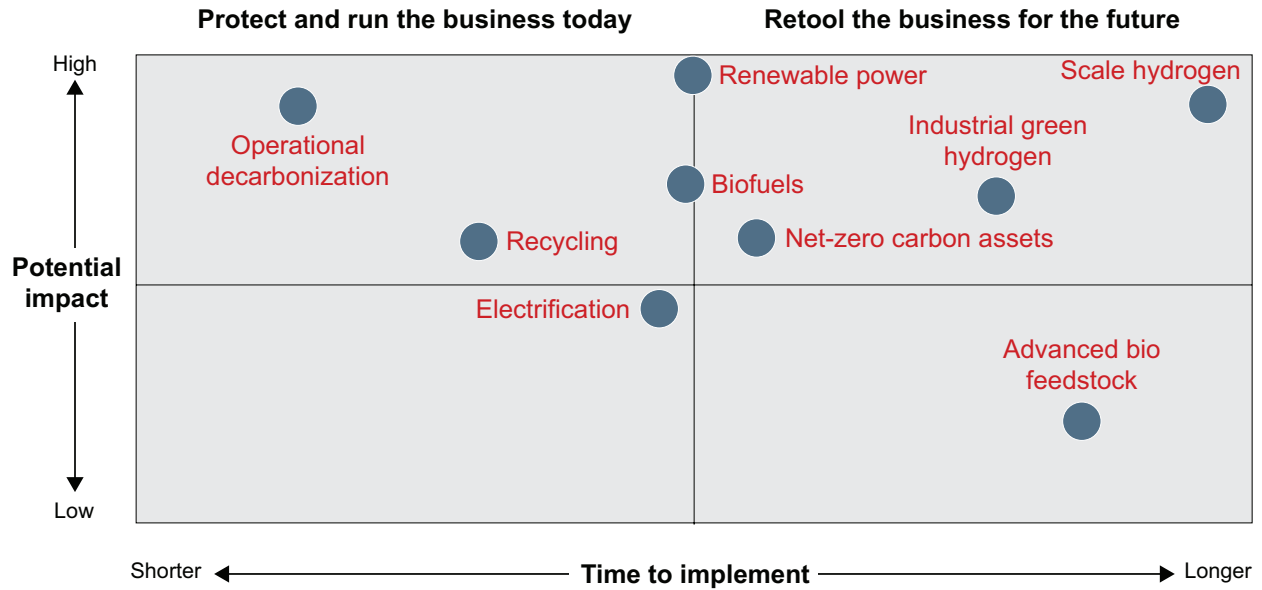 Protect and run the business today
Retool the business for the future
High
Renewable power
Scale hydrogen
Operational
decarbonization
Industrial green
hydrogen
Biofuels
Recycling
Net-zero carbon assets
Potential
impact
Electrification
Advanced bio
feedstock
Low
Shorter
Time to implement
Longer